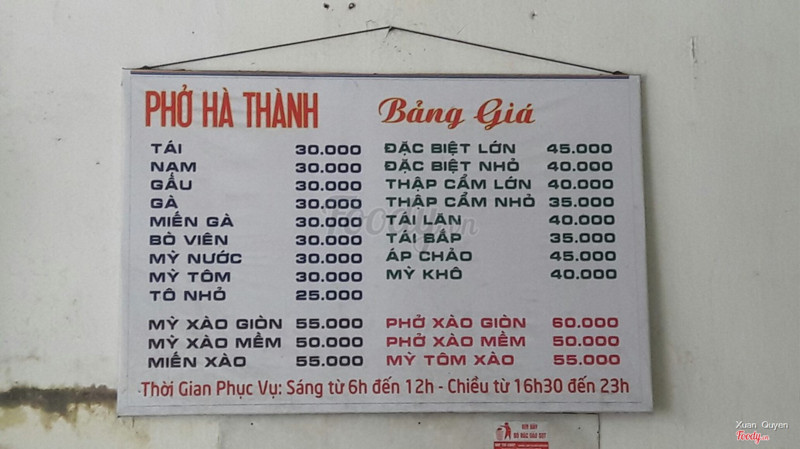 PHỞ HÀ THÀNH
Bảng Giá
TÁI 30.000
NAM 30.000
GẦU 30.000
GÀ 30.000
MIẾN GÀ 30.000
BÒ VIÊN 30.000
MỲ NƯỚC 30.000
MỲ TÔM 30.000
TÔ NHỎ 25.000
MỲ XÀO GIÒN 55.000
MỲ XÀO MỀM 50.000
MIẾN XÀO 55.000
ĐẶC BIỆT LỚN 45.000
ĐẶC BIỆT NHỎ 40.000
THẬP CẨM LỚN 40.000
THẬP CẨM NHỎ 35.000
TÁI LĂN 40.000
TÁI BẮP 35.000
ÁP CHẢO 45.000
MỲ KHÔ 40.000
PHỞ XÀO GIÒN 60.000
PHỞ XÀO MỀM 50.000
MỲ TÔM XÀO 55.000
Thời Gian Phục Vụ: Sáng từ 6h đến 12h - Chiều từ 16h30 đến 23h
Foody.vn
Xuan Quyen
Foody.vn